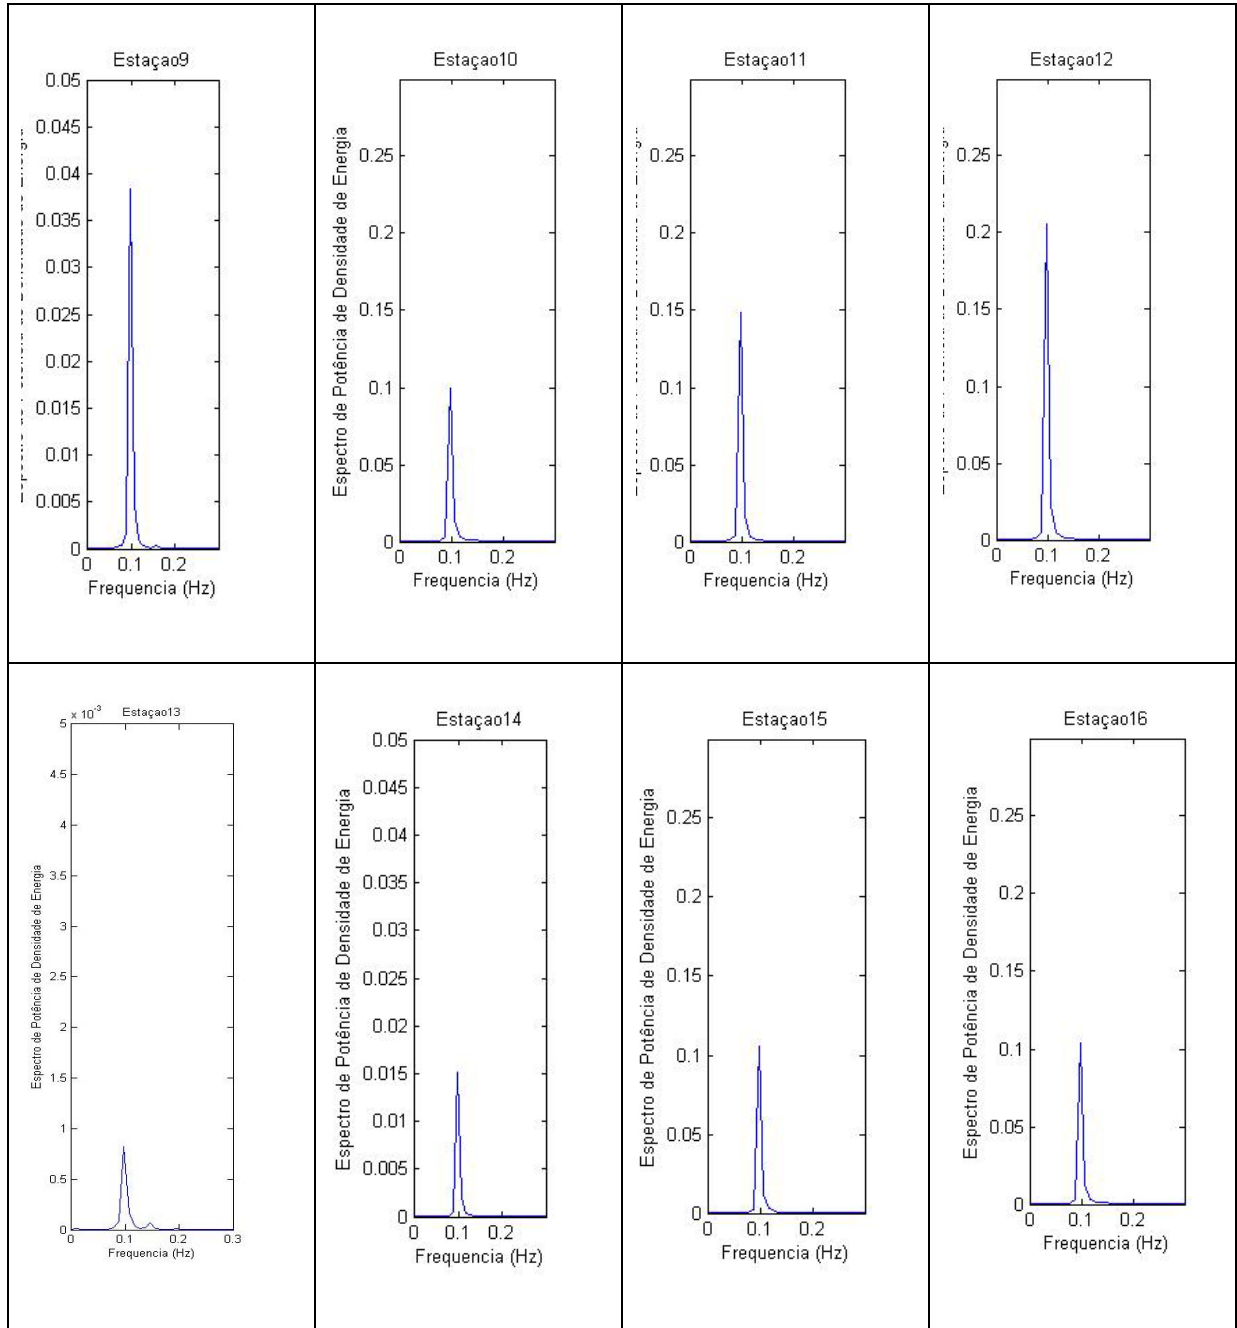 Estaçao9
0.05
0.045
0.04
0.035
0.03
0.025
0.02
0.015
0.01
0.005
0
0 0.1 0.2
Frequencia (Hz)
Estaçao10
Espectro de Potência de Densidade de Energia
0.25
0.2
0.15
0.1
0.05
0
0 0.1 0.2
Frequencia (Hz)
Estaçao11
0.25
0.2
0.15
0.1
0.05
0
0 0.1 0.2
Frequencia (Hz)
Estaçao12
0.25
0.2
0.15
0.1
0.05
0
0 0.1 0.2
Frequencia (Hz)
Estaçao13
x 10-3
Espectro de Potência de Densidade de Energia
5
4.5
4
3.5
3
2.5
2
1.5
1
0.5
0
0 0.1 0.2 0.3
Frequencia (Hz)
Estaçao14
Espectro de Potência de Densidade de Energia
0.05
0.045
0.04
0.035
0.03
0.025
0.02
0.015
0.01
0.005
0
0 0.1 0.2
Frequencia (Hz)
Estaçao15
Espectro de Potência de Densidade de Energia
0.25
0.2
0.15
0.1
0.05
0
0 0.1 0.2
Frequencia (Hz)
Estaçao16
Espectro de Potência de Densidade de Energia
0.25
0.2
0.15
0.1
0.05
0
0 0.1 0.2
Frequencia (Hz)